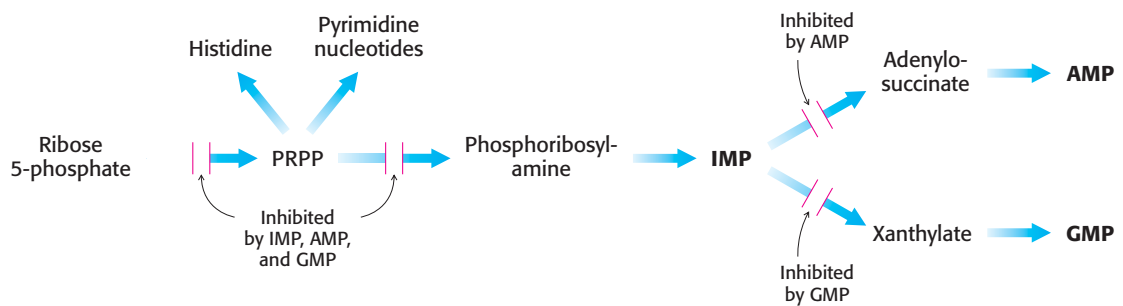 Ribose
5-phosphate
Histidine
Pyrimidine
nucleotides
PRPP
Inhibited
by IMP, AMP,
and GMP
Phosphoribosyl-
amine
IMP
Inhibited
by AMP
Adenylo-
succinate
AMP
Inhibited
by GMP
Xanthylate
GMP